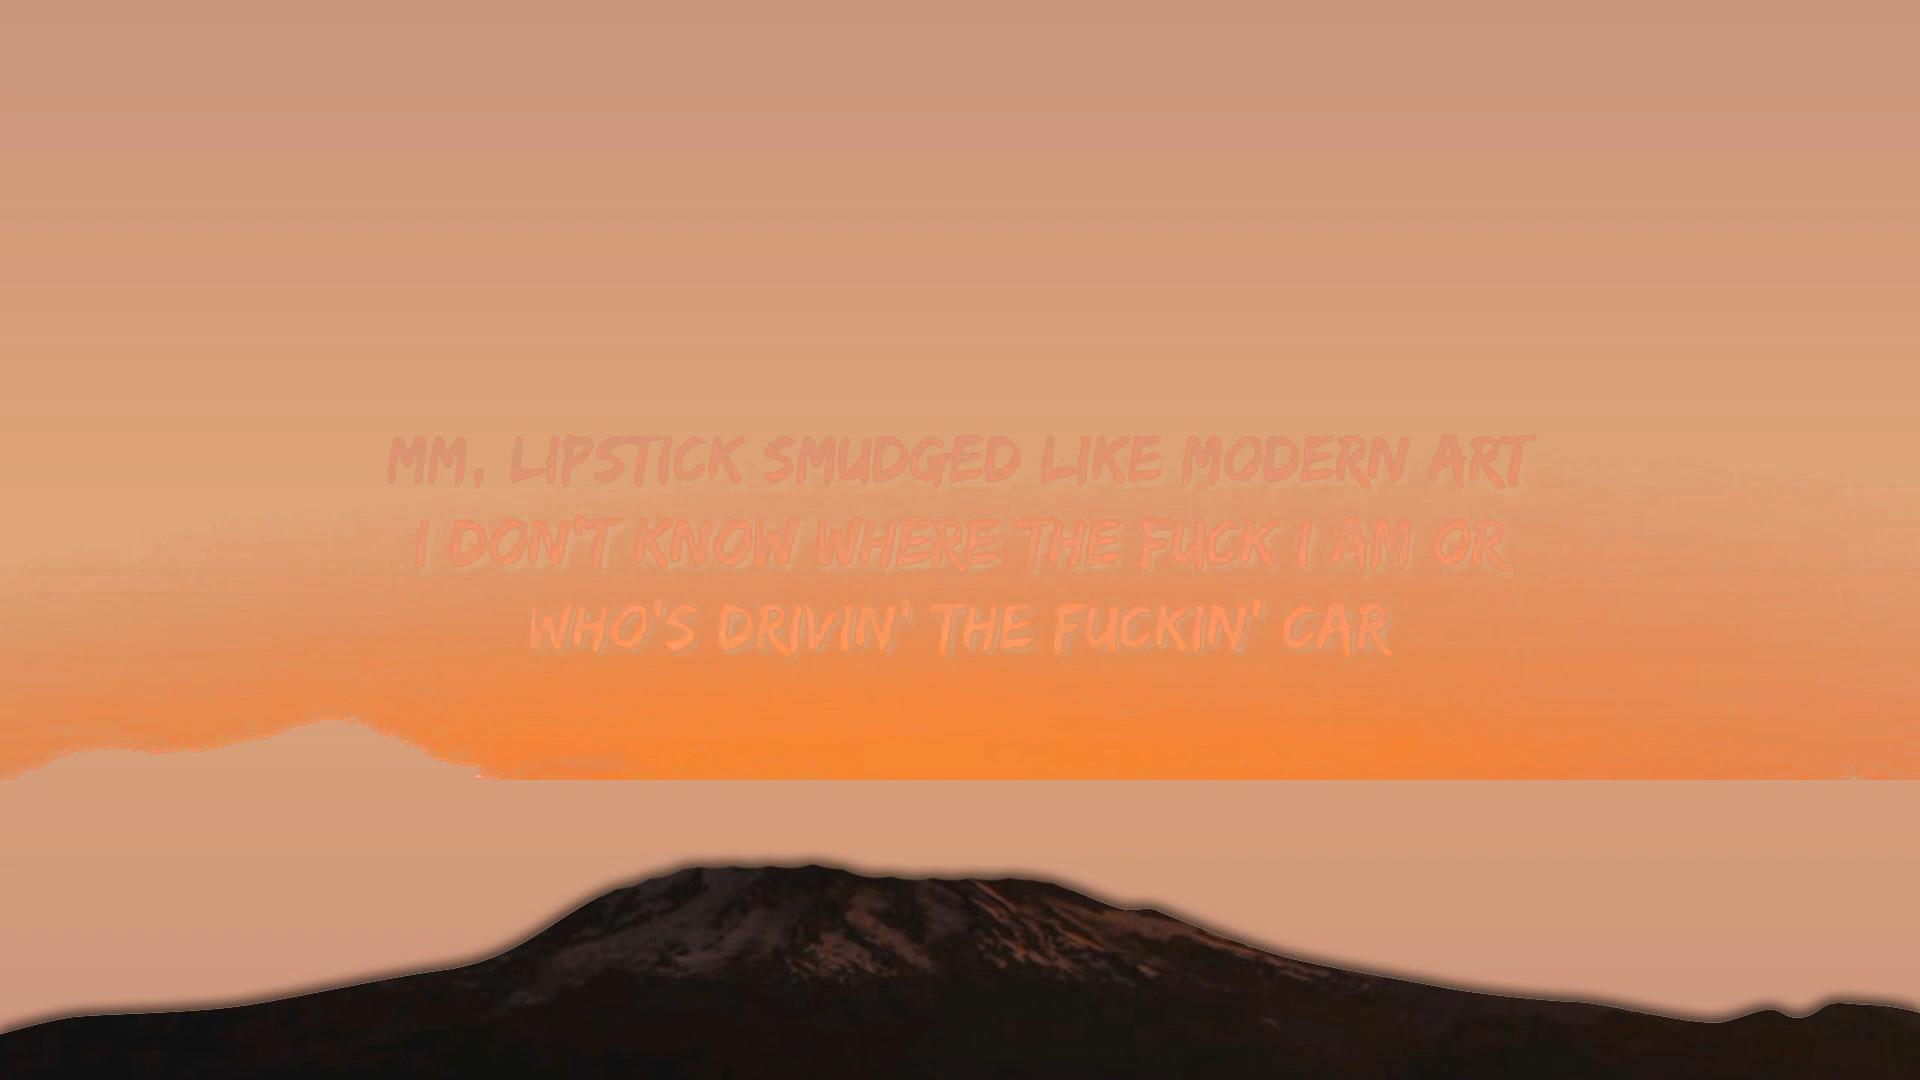 MM, LIPSTICK SMUDGED LIKE MODERN ART
I DON'T KNOW WHERE THE FUCK I AM OR
WHO'S DRIVIN' THE FUCKIN' CAR